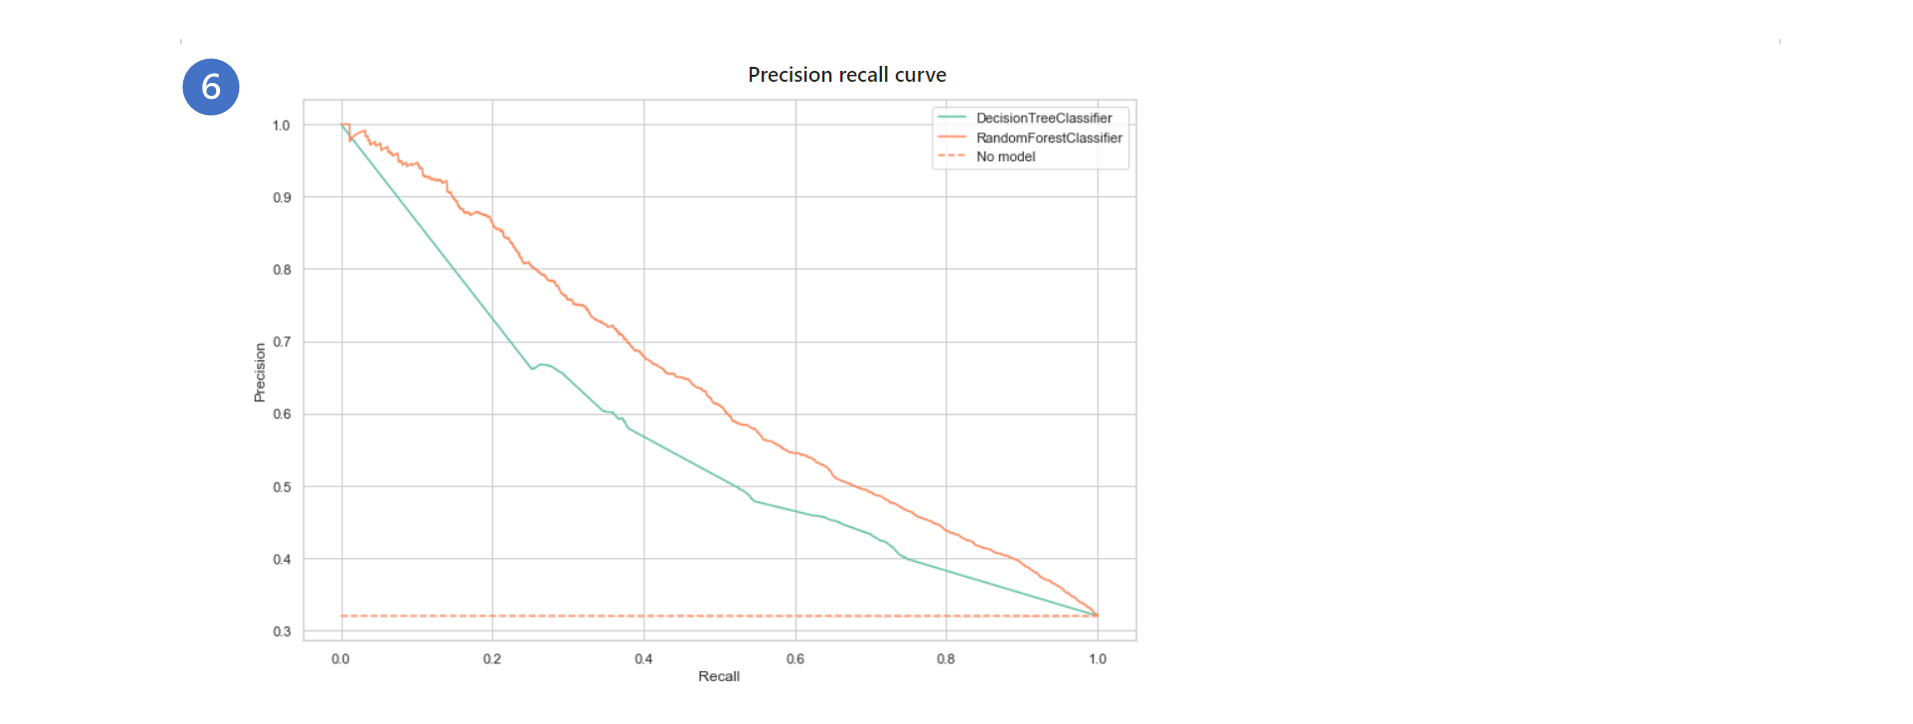 6
Precision recall curve
DecisionTreeClassifier
RandomForestClassifier
No model
1.0
0.9
0.8
0.7
0.6
0.5
0.4
0.3
Precision
0.0 0.2 0.4 0.6 0.8 1.0
Recall